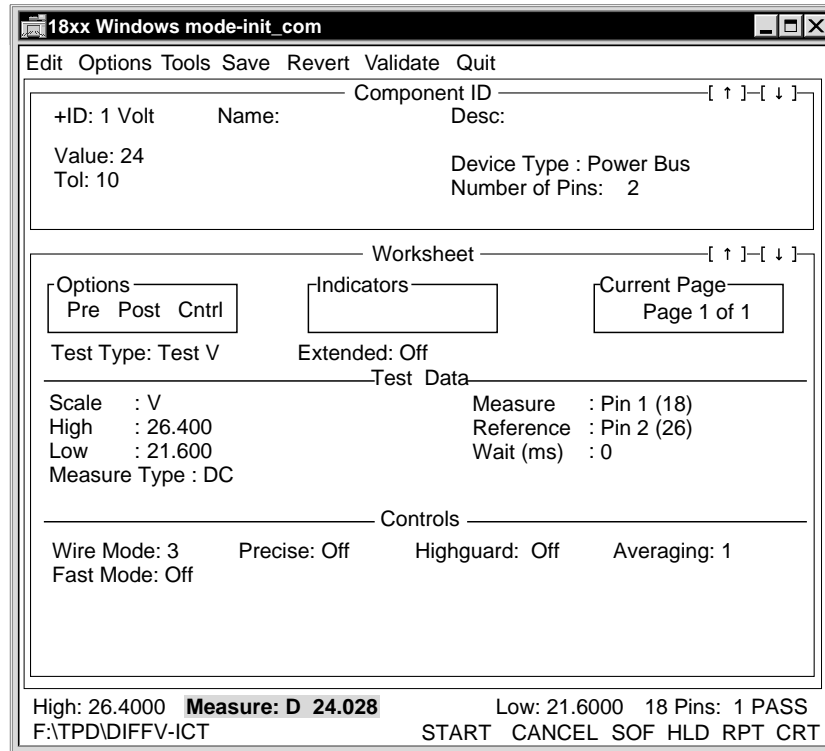 18xx Windows mode-init_com
Edit Options Tools Save Revert Validate Quit
Component ID [ ↑ ]–[ ↓ ]
+ID: 1 Volt Name: Desc:
Value: 24
Device Type : Power Bus
Tol: 10
Number of Pins: 2
Worksheet [ ↑ ]–[ ↓ ]
Options Indicators Current Page
Pre Post Cntrl Page 1 of 1
Test Type: Test V Extended: Off
Test Data
Scale : V Measure : Pin 1 (18)
High : 26.400 Reference : Pin 2 (26)
Low : 21.600 Wait (ms) : 0
Measure Type : DC
Controls
Wire Mode: 3 Precise: Off Highguard: Off Averaging: 1
Fast Mode: Off
High: 26.4000 Measure: D 24.028 Low: 21.6000 18 Pins: 1 PASS
F:\TPD\DIFFV-ICT START CANCEL SOF HLD RPT CRT